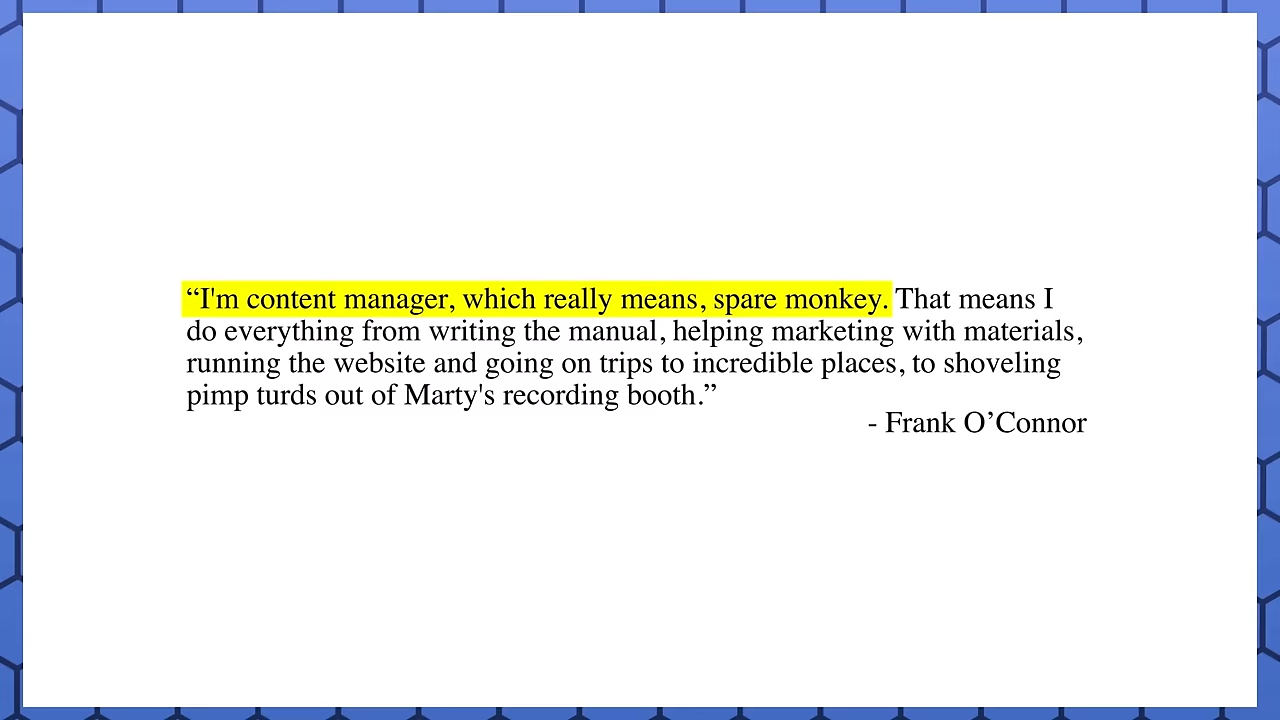 “I'm content manager, which really means, spare monkey. That means I
do everything from writing the manual, helping marketing with materials,
running the website and going on trips to incredible places, to shoveling
pimp turds out of Marty's recording booth.”
- Frank O’Connor